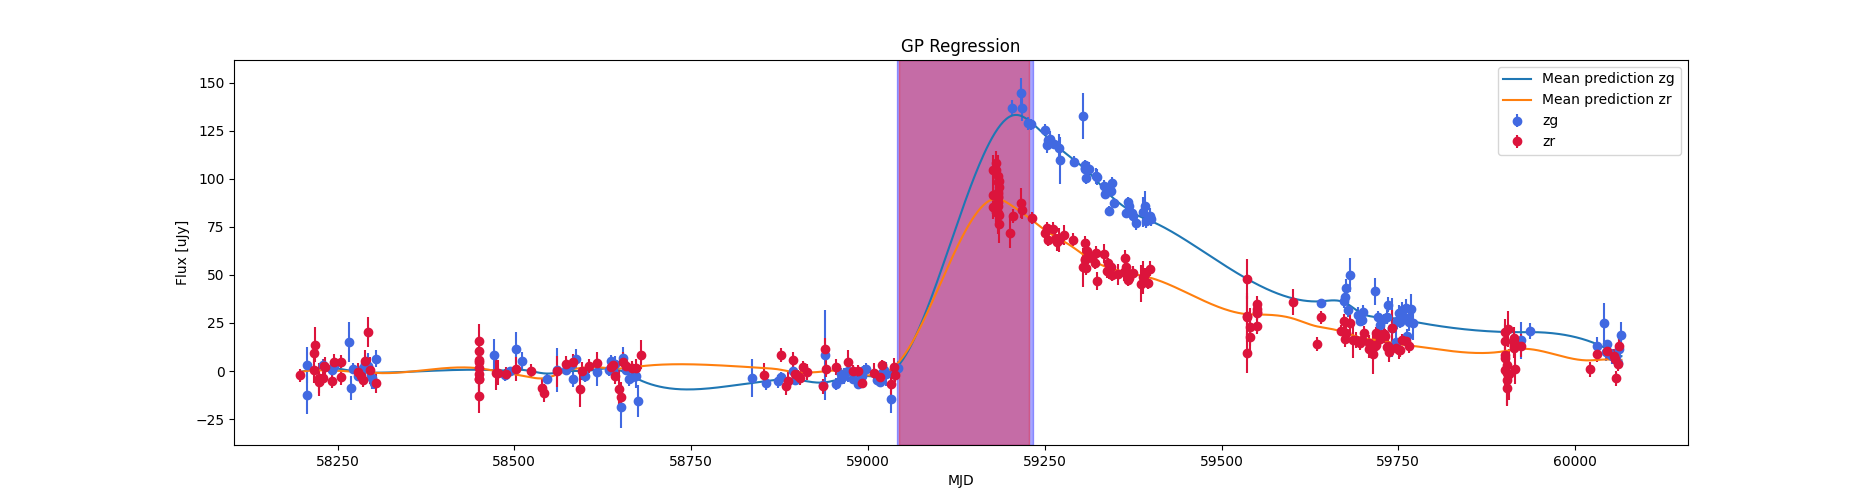 GP Regression
Flux [uJy]
150
125
100
75
50
25
0
−25
58250
58500
58750
59000
59250
59500
59750
60000
MJD
Mean prediction zg
Mean prediction zr
zg
zr